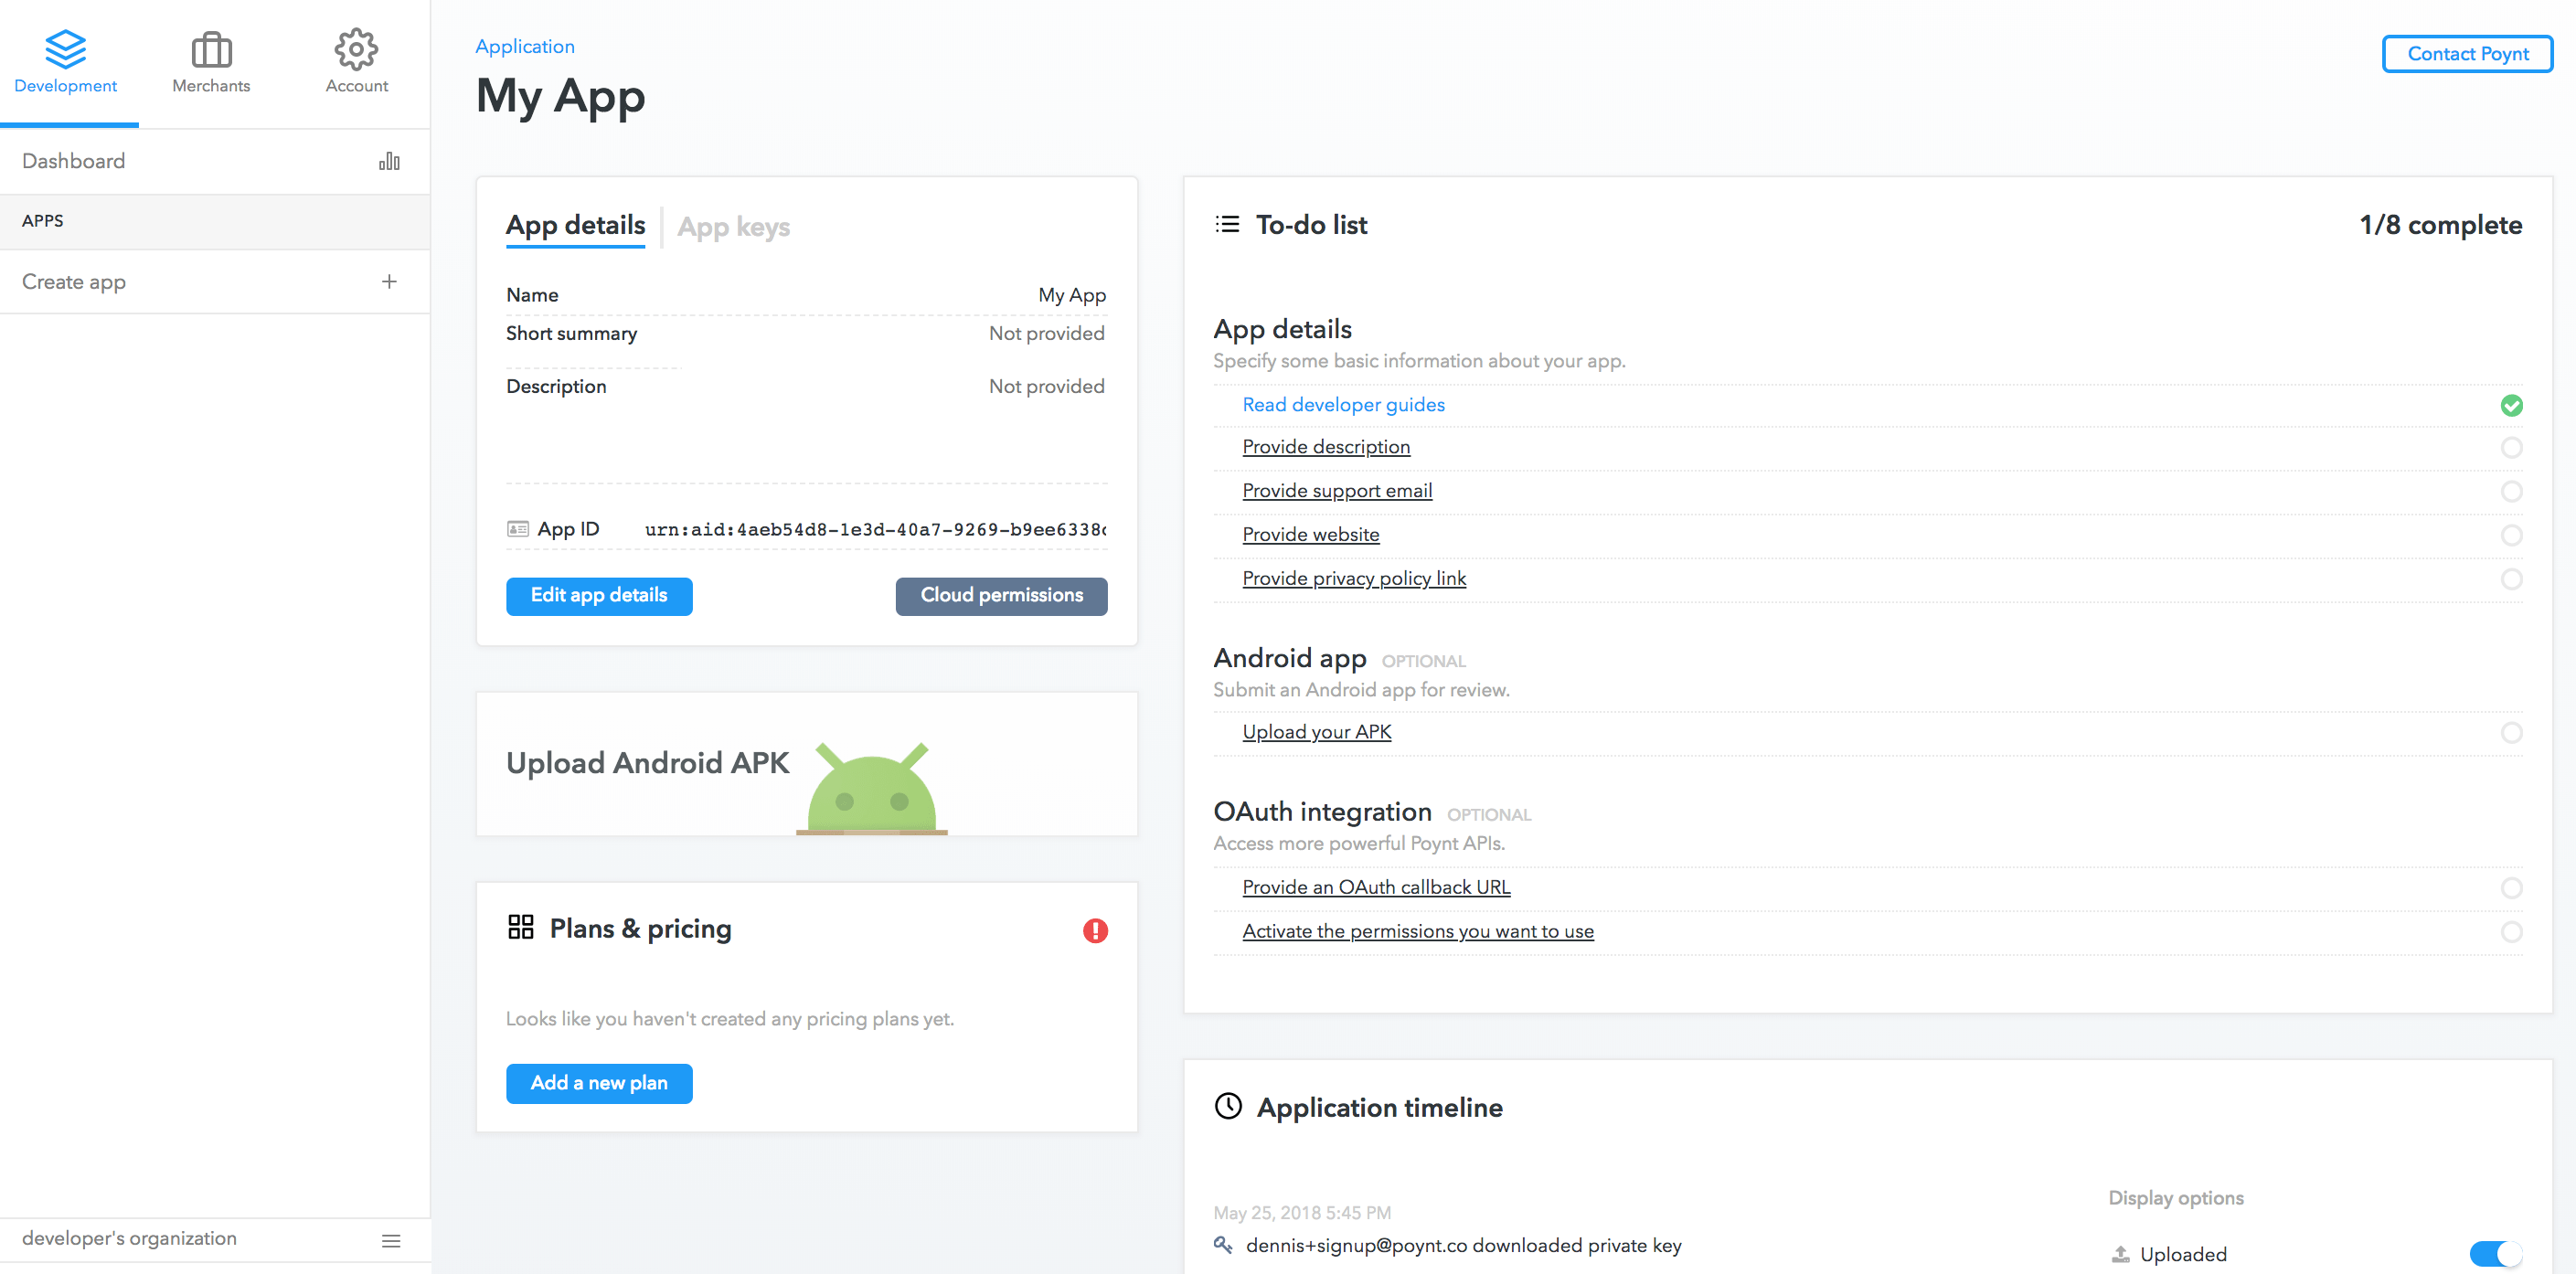 Development
Merchants
Account
Dashboard
APPS
Create app
developer's organization
Application
My App
Contact Poynt
App details
App keys
Name
My App
Short summary
Not provided
Description
Not provided
App ID
urn:aid:4aeb54d8-1e3d-40a7-9269-b9ee6338
Edit app details
Cloud permissions
Upload Android APK
Plans & pricing
Looks like you haven't created any pricing plans yet.
Add a new plan
To-do list
1/8 complete
App details
Specify some basic information about your app.
Read developer guides
Provide description
Provide support email
Provide website
Provide privacy policy link
Android app OPTIONAL
Submit an Android app for review.
Upload your APK
OAuth integration OPTIONAL
Access more powerful Poynt APIs.
Provide an OAuth callback URL
Activate the permissions you want to use
Application timeline
May 25, 2018 5:45 PM
dennis+signup@poynt.co downloaded private key
Display options
Uploaded